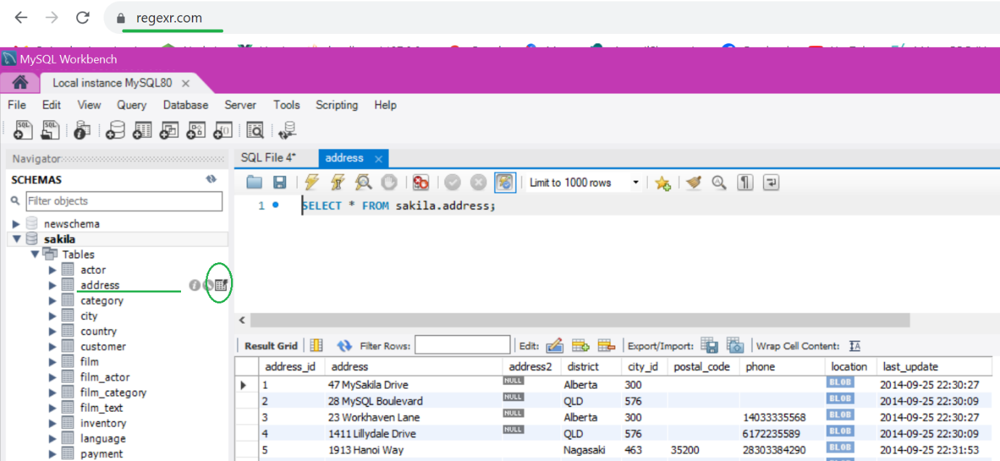 regexr.com
MySQL Workbench
Local instance MySQL80
File Edit View Query Database Server Tools Scripting Help
Navigator
SQL File 4* address
SCHEMAS
Limit to 1000 rows
Filter objects
1 SELECT * FROM sakila.address;
newschema
sakila
Tables
actor
address
category
city
country
customer
film
film_actor
film_category
film_text
inventory
language
payment
Result Grid Filter Rows: Edit: Export/Import: Wrap Cell Content:
address_id address address2 district city_id postal_code phone location last_update
1 47 MySakila Drive NULL Alberta 300 BLOB 2014-09-25 22:30:27
2 28 MySQL Boulevard NULL QLD 576 BLOB 2014-09-25 22:30:09
3 23 Workhaven Lane NULL Alberta 300 14033335568 BLOB 2014-09-25 22:30:27
4 1411 Lillydale Drive NULL QLD 576 6172235589 BLOB 2014-09-25 22:30:09
5 1913 Hanoi Way Nagasaki 463 35200 28303384290 BLOB 2014-09-25 22:31:53